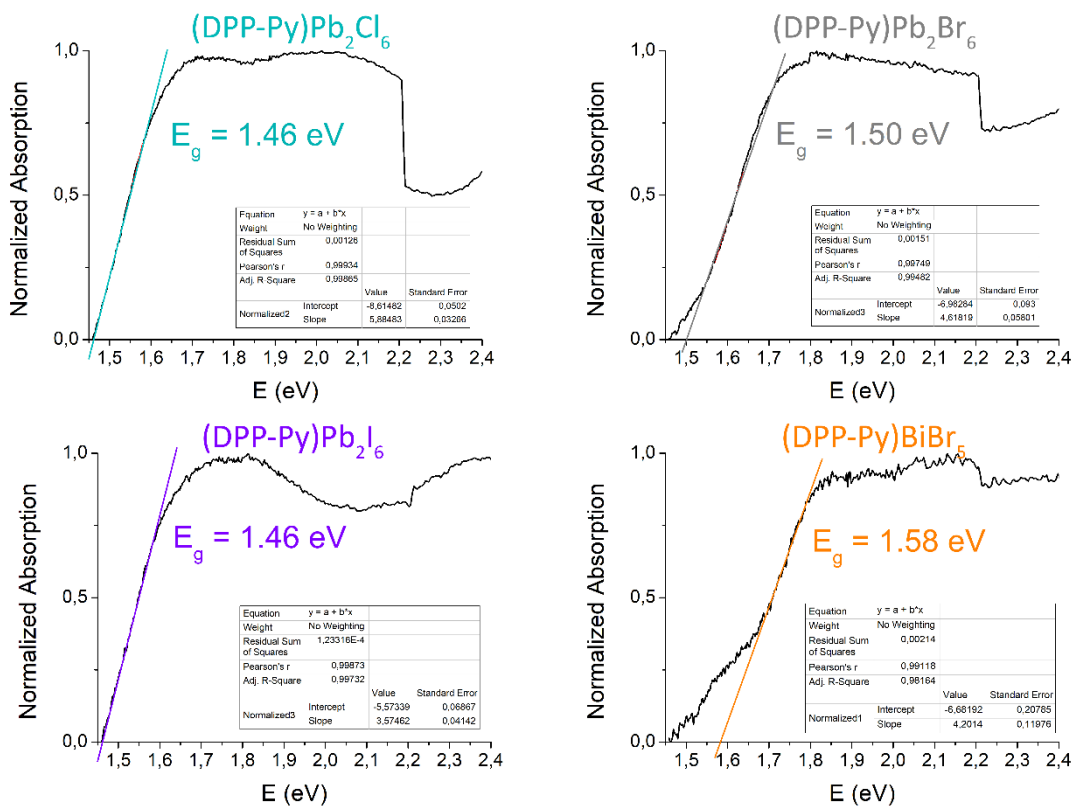 (DPP-Py)Pb₂Cl₆
Normalized Absorption
1,0
0,5
0,0
E_g = 1.46 eV
Equation y = a + b*x
Weight No Weighting
Residual Sum of Squares 0,00126
Pearson's r 0,99934
Adj. R-Square 0,99865
Value Standard Error
Normalized2 Intercept -8,61482 0,0502
Slope 5,88483 0,03206
1,5 1,6 1,7 1,8 1,9 2,0 2,1 2,2 2,3 2,4
E (eV)
(DPP-Py)Pb₂Br₆
Normalized Absorption
1,0
0,5
0,0
E_g = 1.50 eV
Equation y = a + b*x
Weight No Weighting
Residual Sum of Squares 0,00151
Pearson's r 0,99749
Adj. R-Square 0,99482
Value Standard Error
Normalized3 Intercept -6,98284 0,093
Slope 4,61819 0,05801
1,5 1,6 1,7 1,8 1,9 2,0 2,1 2,2 2,3 2,4
E (eV)
(DPP-Py)Pb₂I₆
Normalized Absorption
1,0
0,5
0,0
E_g = 1.46 eV
Equation y = a + b*x
Weight No Weighting
Residual Sum of Squares 1,23316E-4
Pearson's r 0,99873
Adj. R-Square 0,99732
Value Standard Error
Normalized3 Intercept -5,57339 0,06867
Slope 3,57462 0,04142
1,5 1,6 1,7 1,8 1,9 2,0 2,1 2,2 2,3 2,4
E (eV)
(DPP-Py)BiBr₅
Normalized Absorption
1,0
0,5
0,0
E_g = 1.58 eV
Equation y = a + b*x
Weight No Weighting
Residual Sum of Squares 0,00214
Pearson's r 0,99118
Adj. R-Square 0,98164
Value Standard Error
Normalized1 Intercept -6,68192 0,20785
Slope 4,2014 0,11976
1,5 1,6 1,7 1,8 1,9 2,0 2,1 2,2 2,3 2,4
E (eV)